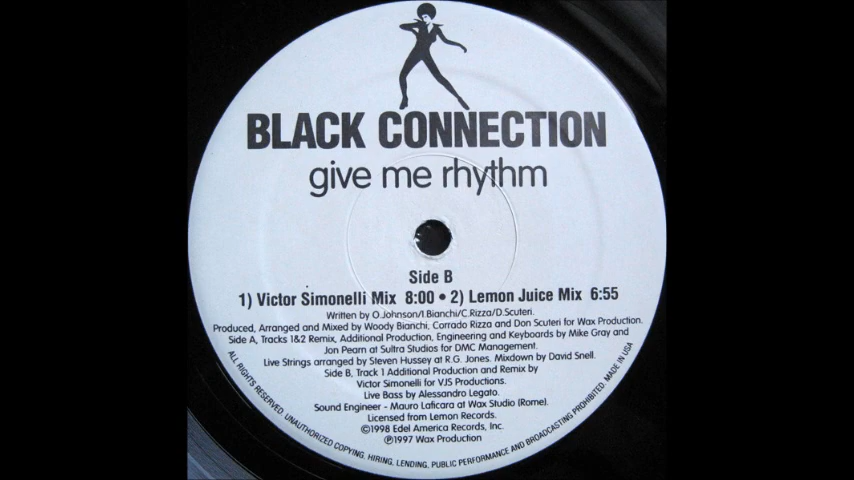 BLACK CONNECTION
give me rhythm
Side B
1) Victor Simonelli Mix 8:00 • 2) Lemon Juice Mix 6:55
Written by O.Johnson/I.Bianchi/C.Rizza/D.Scuteri.
Produced, Arranged and Mixed by Woody Bianchi, Corrado Rizza and Don Scuteri for Wax Production.
Side A, Tracks 1&2 Remix, Additional Production, Engineering and Keyboards by Mike Gray and
Jon Pearn at Sultra Studios for DMC Management.
Live Strings arranged by Steven Hussey at R.G. Jones. Mixdown by David Snell.
Side B, Track 1 Additional Production and Remix by
Victor Simonelli for VJS Productions.
Live Bass by Alessandro Legato.
Sound Engineer - Mauro Laficara at Wax Studio (Rome).
Licensed from Lemon Records.
©1998 Edel America Records, Inc.
℗1997 Wax Production
ALL RIGHTS RESERVED. UNAUTHORIZED COPYING, HIRING, LENDING, PUBLIC PERFORMANCE AND BROADCASTING PROHIBITED. MADE IN USA